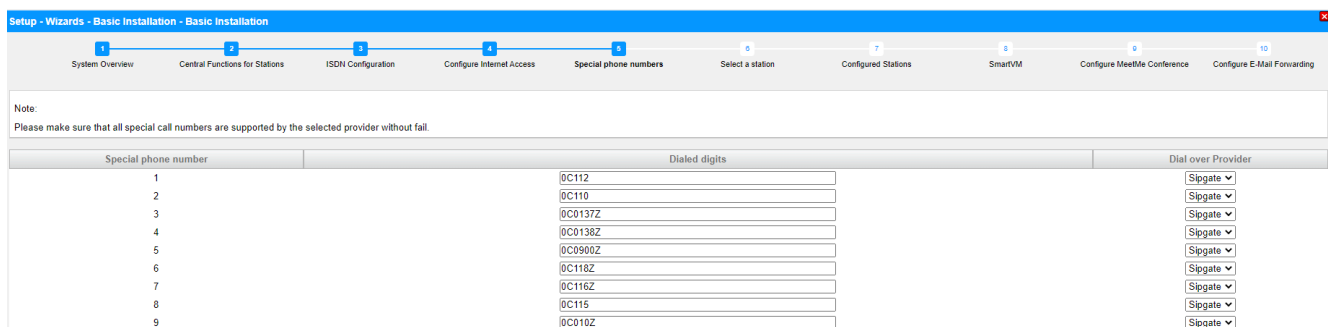 Setup - Wizards - Basic Installation - Basic Installation
1 2 3 4 5 6 7 8 9 10
System Overview Central Functions for Stations ISDN Configuration Configure Internet Access Special phone numbers Select a station Configured Stations SmartVM Configure MeetMe Conference Configure E-Mail Forwarding
Note:
Please make sure that all special call numbers are supported by the selected provider without fail.
Special phone number Dialed digits Dial over Provider
1 0C112 Sipgate
2 0C110 Sipgate
3 0C0137Z Sipgate
4 0C0138Z Sipgate
5 0C0900Z Sipgate
6 0C118Z Sipgate
7 0C116Z Sipgate
8 0C115 Sipgate
9 0C010Z Sipgate